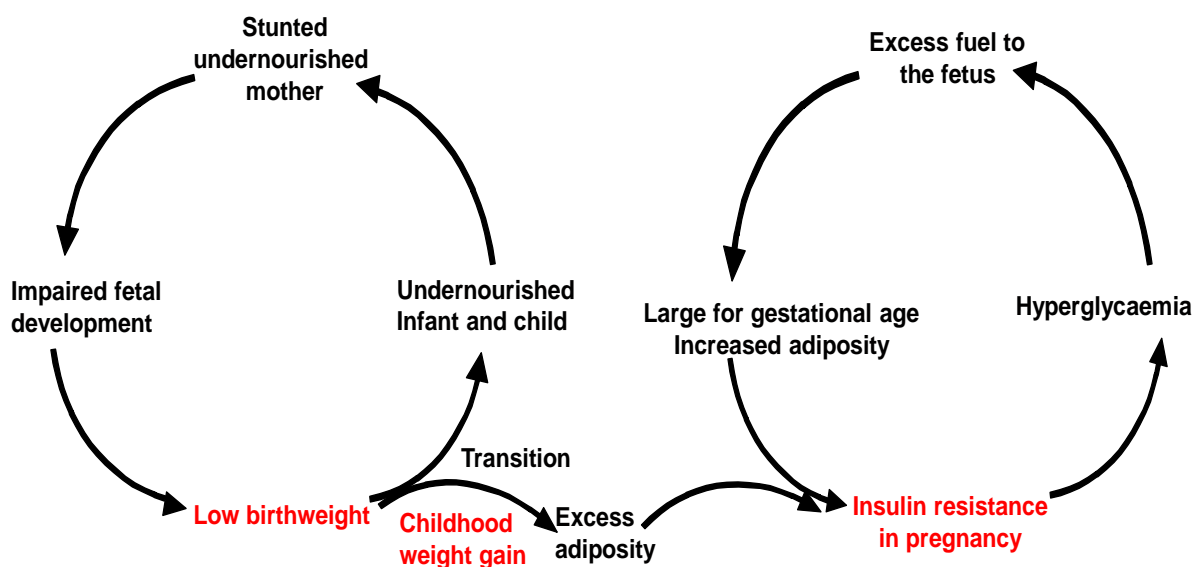 Stunted
undernourished
mother
Impaired fetal
development
Undernourished
Infant and child
Low birthweight
Transition
Childhood
weight gain
Excess
adiposity
Excess fuel to
the fetus
Large for gestational age
Increased adiposity
Hyperglycaemia
Insulin resistance
in pregnancy